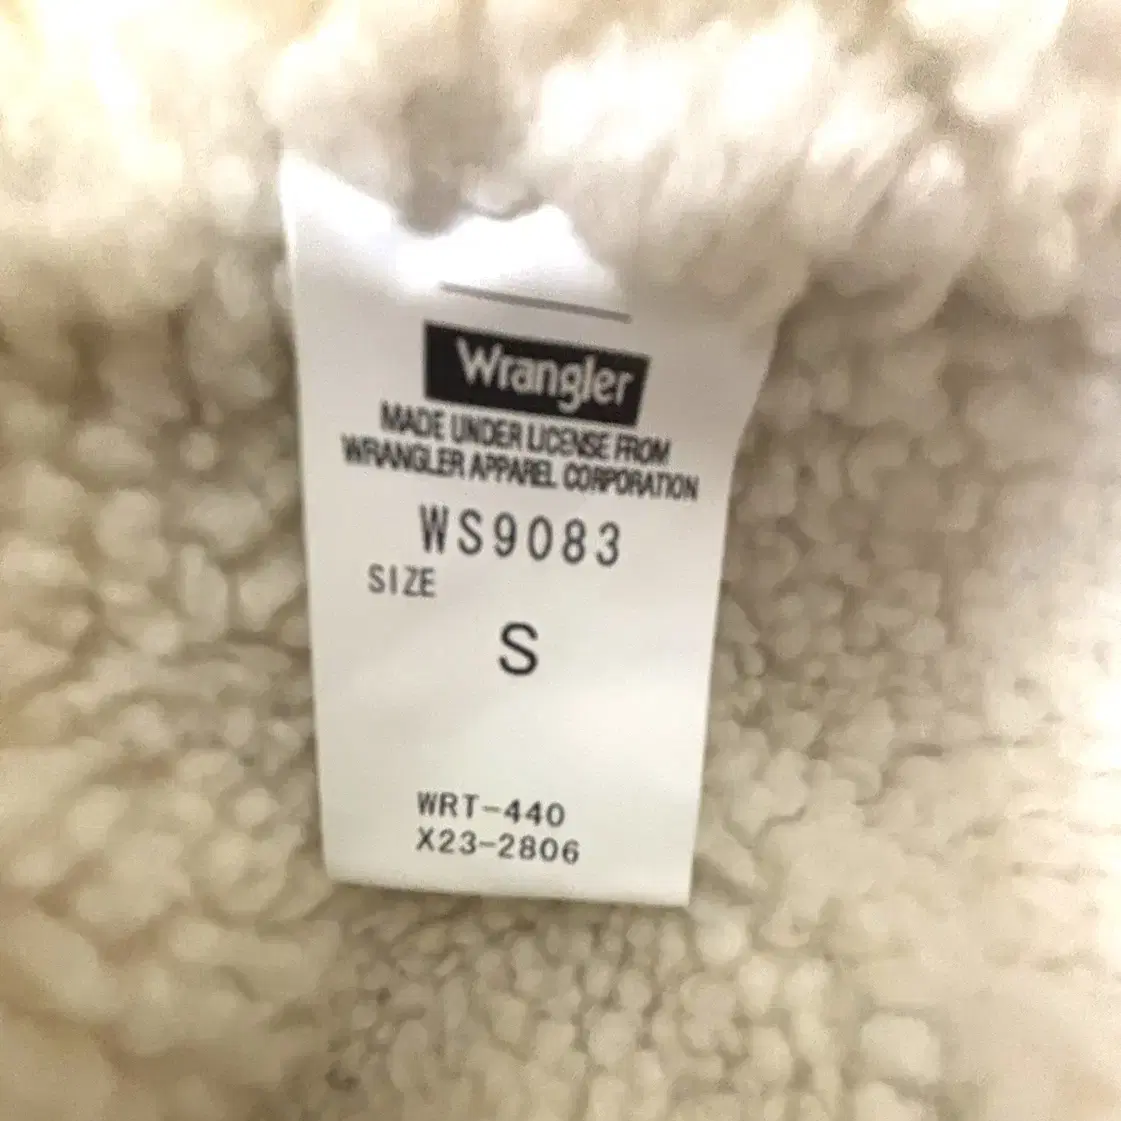 Wrangler
MADE UNDER LICENSE FROM
WRANGLER APPAREL CORPORATION
WS9083
SIZE
S
WRT-440
X23-2806